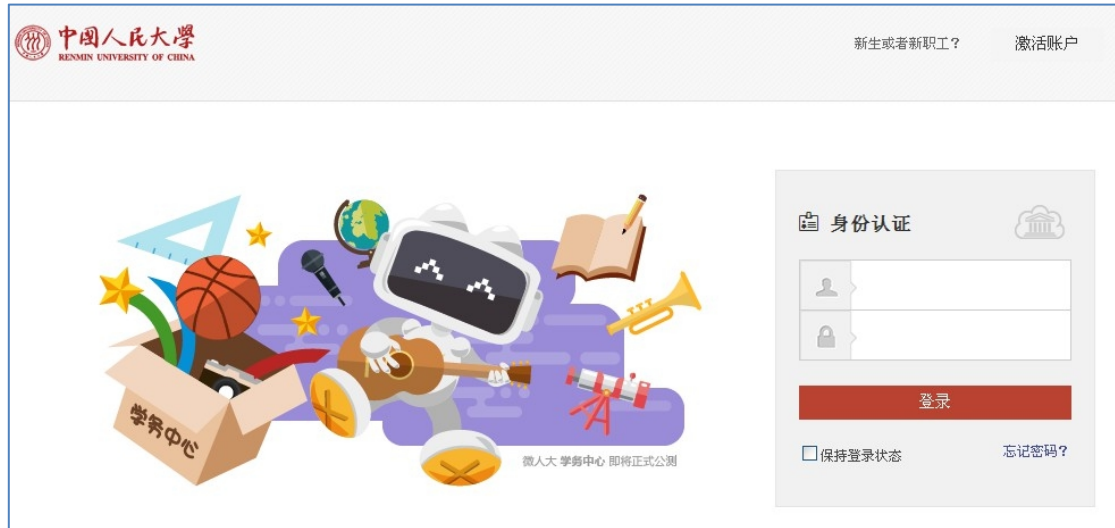 中国人民大学
RENMIN UNIVERSITY OF CHINA
新生或者新职工?
激活账户
身份认证
登录
保持登录状态
忘记密码?
学务中心
微人大 学务中心 即将正式公测